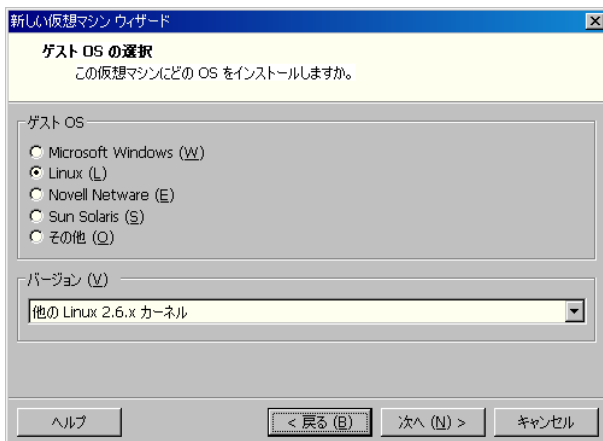 新しい仮想マシン ウィザード
ゲスト OS の選択
この仮想マシンにどの OS をインストールしますか。
ゲスト OS
Microsoft Windows (W)
Linux (L)
Novell Netware (E)
Sun Solaris (S)
その他 (O)
バージョン (V)
他の Linux 2.6.x カーネル
ヘルプ
< 戻る (B)
次へ (N) >
キャンセル